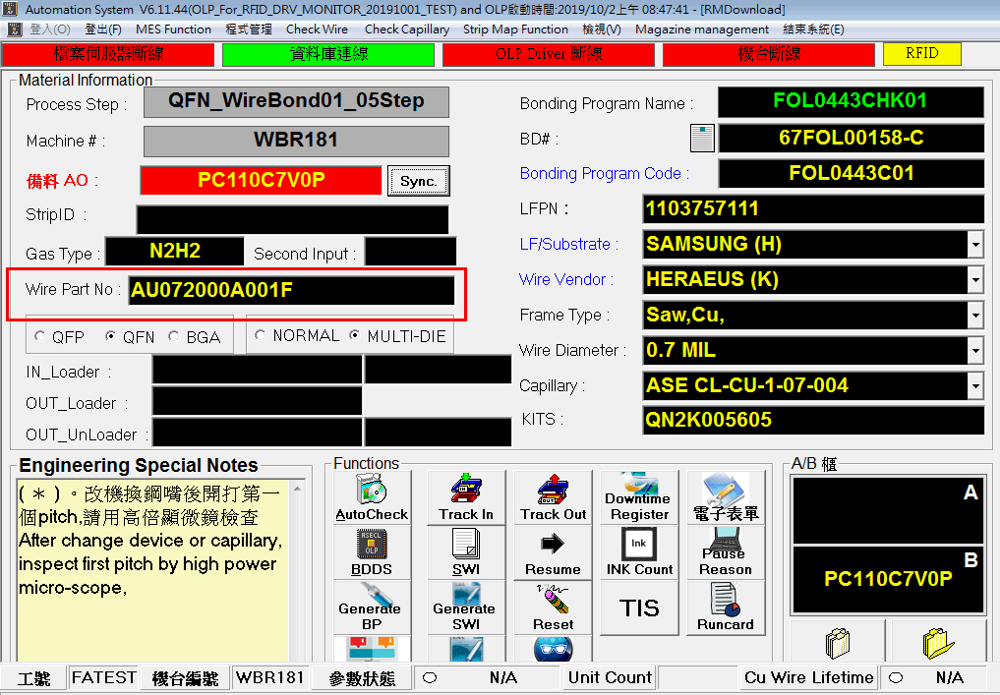 Automation System V6.11.44(OLP_For_RFID_DRV_MONITOR_20191001_TEST) and OLP啟動時間:2019/10/2上午 08:47:41 - [RMDownload]
登入(O) 登出(F) MES Function 程式管理 Check Wire Check Capillary Strip Map Function 檢視(V) Magazine management 結束系統(E)
檔案伺服器斷線 資料庫連線 OLP Driver 斷線 機台斷線 RFID
Material Information
Process Step : QFN_WireBond01_05Step
Machine # : WBR181
備料 AO : PC110C7V0P Sync.
StripID :
Gas Type : N2H2 Second Input :
Wire Part No : AU072000A001F
QFP QFN BGA NORMAL MULTI-DIE
IN_Loader :
OUT_Loader :
OUT_UnLoader :
Bonding Program Name : FOL0443CHK01
BD# : 67FOL00158-C
Bonding Program Code : FOL0443C01
LFPN : 1103757111
LF/Substrate : SAMSUNG (H)
Wire Vendor : HERAEUS (K)
Frame Type : Saw,Cu,
Wire Diameter : 0.7 MIL
Capillary : ASE CL-CU-1-07-004
KITS : QN2K005605
Engineering Special Notes
( * ) 。改機換鋼嘴後開打第一
個pitch,請用高倍顯微鏡檢查
After change device or capillary,
inspect first pitch by high power
micro-scope,
Functions
AutoCheck
IN
Track In
OUT
Track Out
Downtime
Register
電子表單
ASECL
OLP
BDDS
SWI
Resume
Ink
INK Count
Pause
Reason
Generate
BP
Generate
SWI
Reset
TIS
Runcard
A/B 櫃
A
B
PC110C7V0P
工號 FATEST 機台編號 WBR181 參數狀態 N/A Unit Count Cu Wire Lifetime N/A